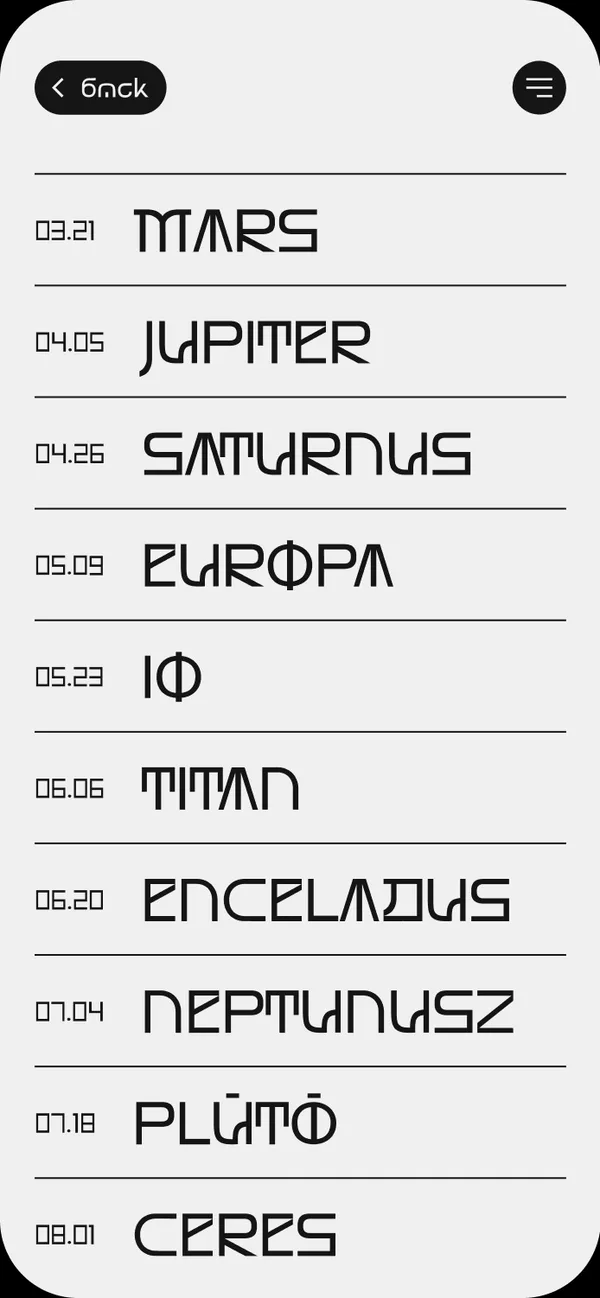 back
03.21 MARS
04.05 JUPITER
04.26 SATURNUS
05.09 EUROPA
05.23 IO
06.06 TITAN
06.20 ENCELADUS
07.04 NEPTUNUSZ
07.18 PLŪTŌ
08.01 CERES